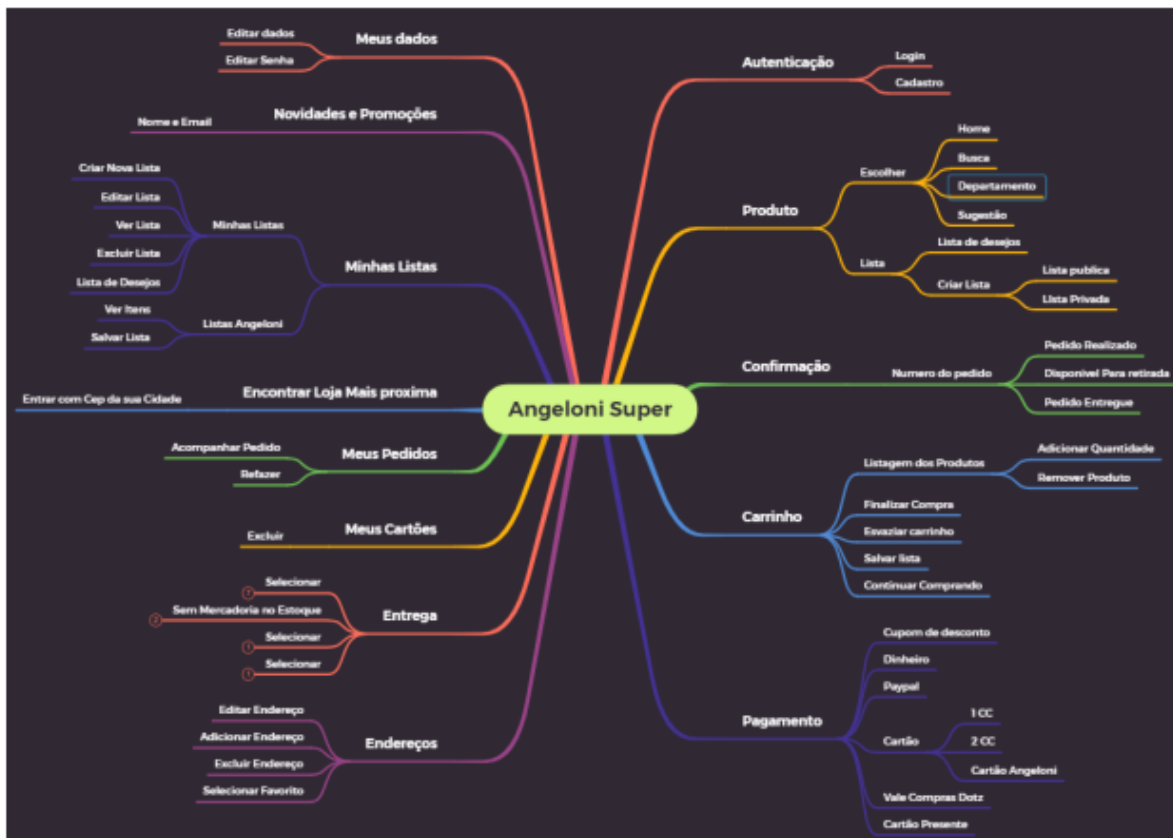 Angeloni Super
Meus dados
Editar dados
Editar Senha
Novidades e Promoções
Nome e Email
Minhas Listas
Minhas Listas
Criar Nova Lista
Editar Lista
Ver Lista
Excluir Lista
Lista de Desejos
Listas Angeloni
Ver Itens
Salvar Lista
Encontrar Loja Mais proxima
Entrar com Cep da sua Cidade
Meus Pedidos
Acompanhar Pedido
Refazer
Meus Cartões
Excluir
Entrega
Selecionar
Sem Mercadoria no Estoque
2
Selecionar
Selecionar
Endereços
Editar Endereço
Adicionar Endereço
Excluir Endereço
Selecionar Favorito
Autenticação
Login
Cadastro
Produto
Escolher
Home
Busca
Departamento
Sugestão
Lista
Lista de desejos
Criar Lista
Lista publica
Lista Privada
Confirmação
Numero do pedido
Pedido Realizado
Disponivel Para retirada
Pedido Entregue
Carrinho
Listagem dos Produtos
Adicionar Quantidade
Remover Produto
Finalizar Compra
Esvaziar carrinho
Salvar lista
Continuar Comprando
Pagamento
Cupom de desconto
Dinheiro
Paypal
Cartão
1 CC
2 CC
Cartão Angeloni
Vale Compras Dotz
Cartão Presente